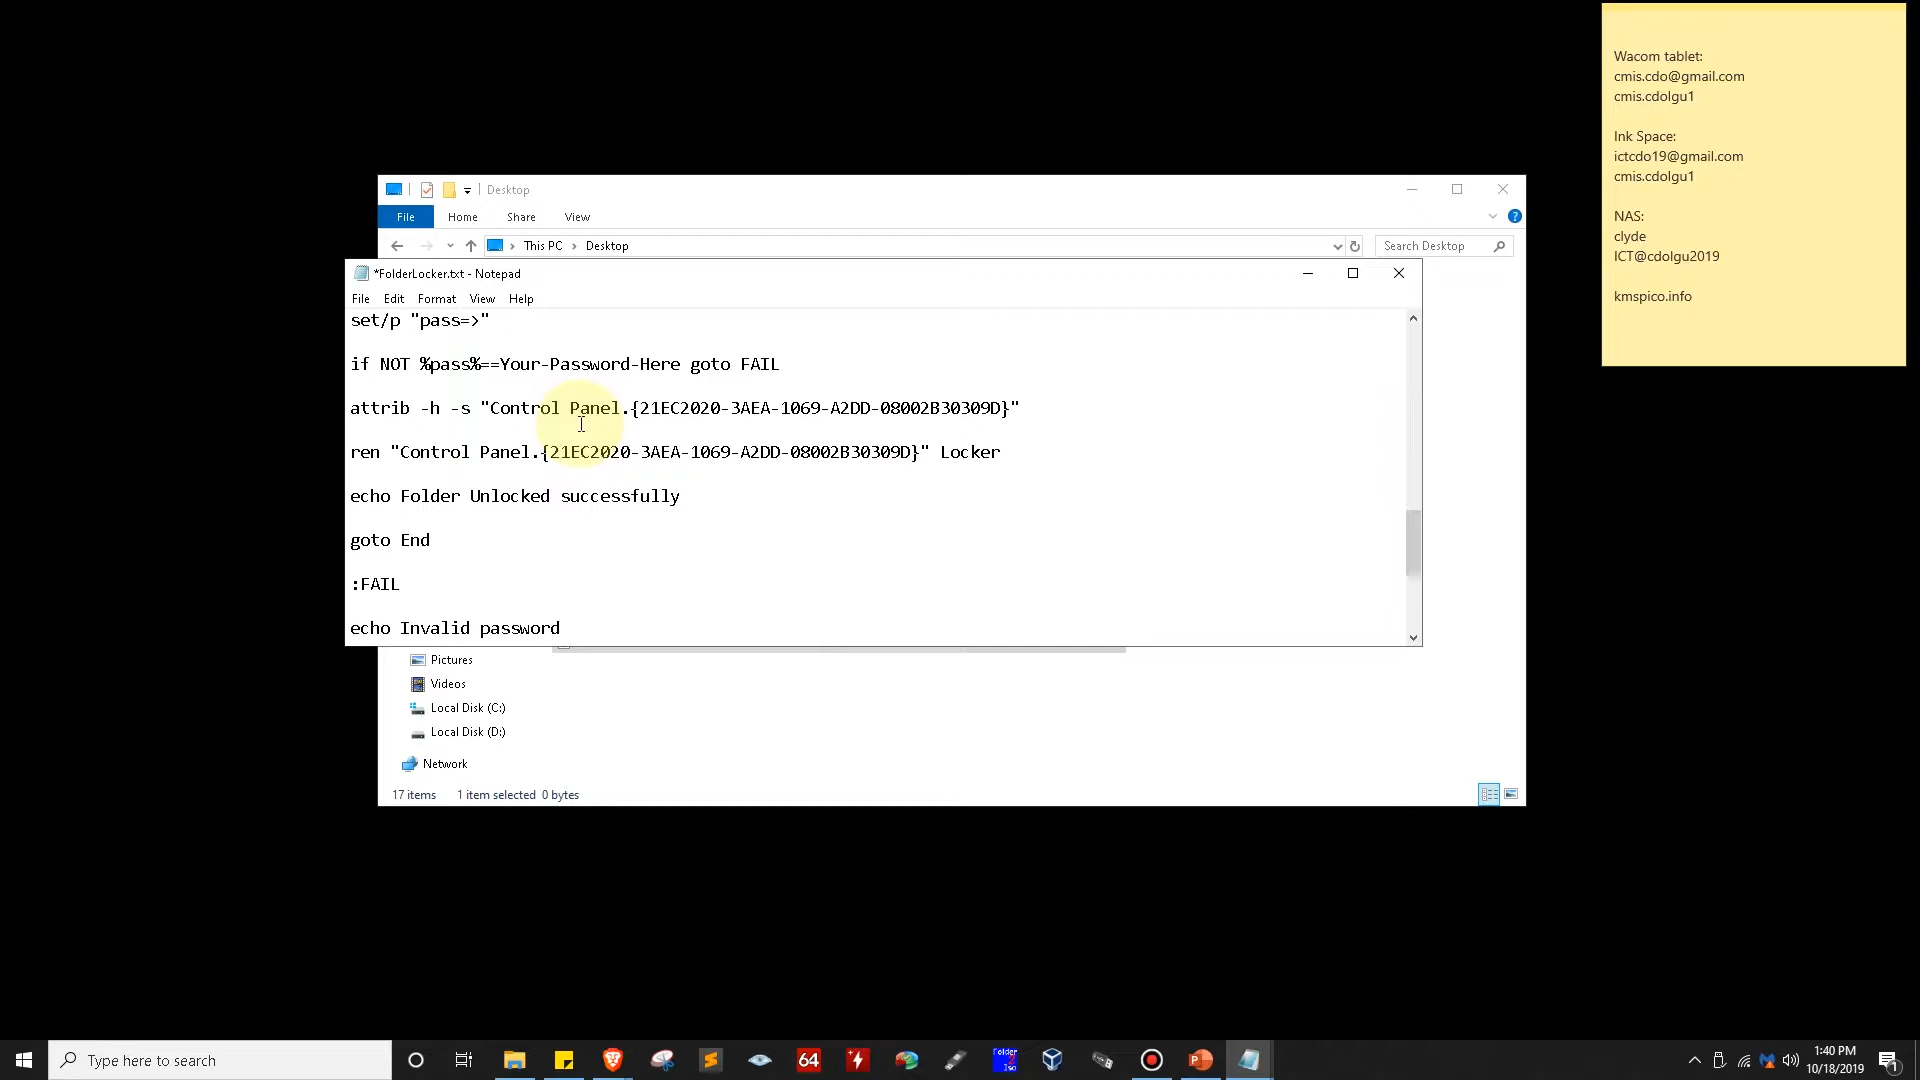 Wacom tablet:
cmis.cdo@gmail.com
cmis.cdolgu1
Ink Space:
ictcdo19@gmail.com
cmis.cdolgu1
NAS:
clyde
ICT@cdolgu2019
kmspico.info
Desktop
File Home Share View
This PC Desktop Search Desktop
*FolderLocker.txt - Notepad
File Edit Format View Help
set/p "pass=>"
if NOT %pass%==Your-Password-Here goto FAIL
attrib -h -s "Control Panel.{21EC2020-3AEA-1069-A2DD-08002B30309D}"
ren "Control Panel.{21EC2020-3AEA-1069-A2DD-08002B30309D}" Locker
echo Folder Unlocked successfully
goto End
:FAIL
echo Invalid password
Pictures
Videos
Local Disk (C:)
Local Disk (D:)
Network
17 items 1 item selected 0 bytes
Type here to search
64
Folder
2
Iso
1:40 PM
10/18/2019
1